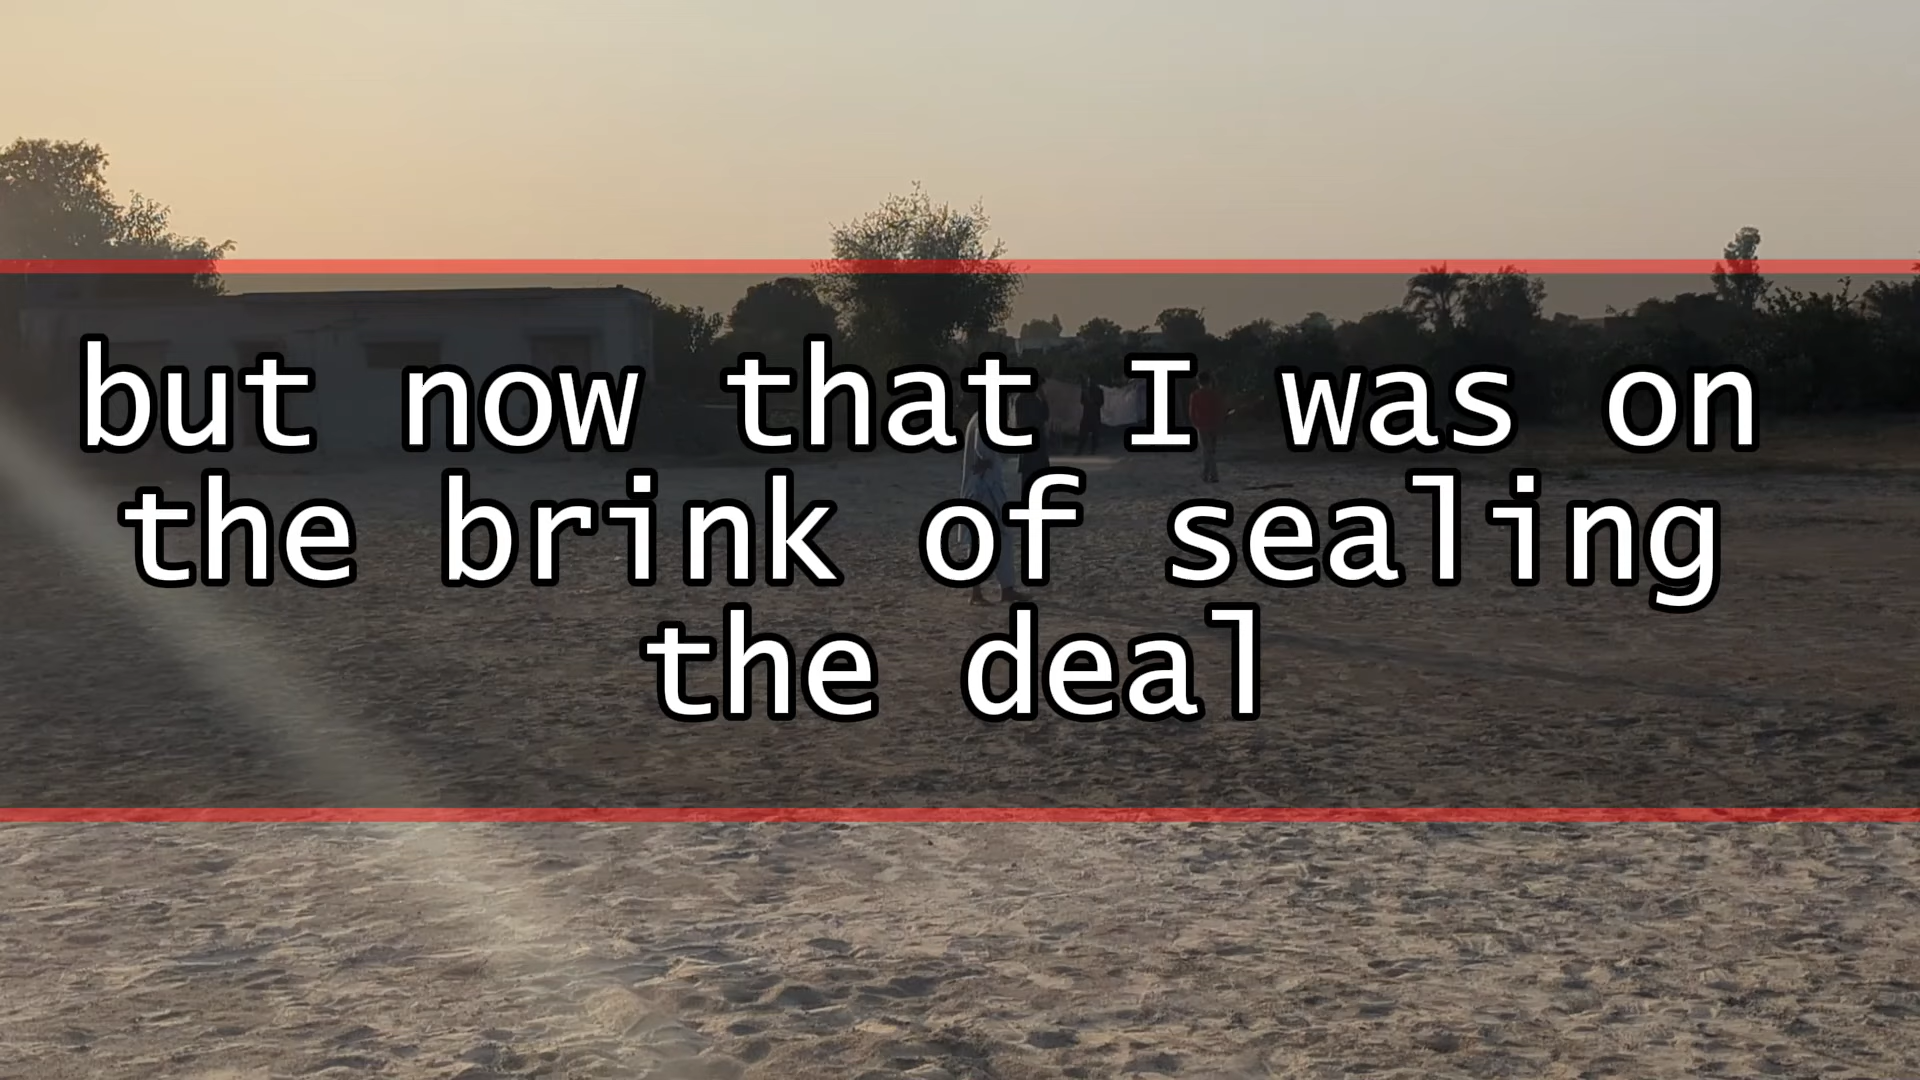 but now that I was on
the brink of sealing
the deal